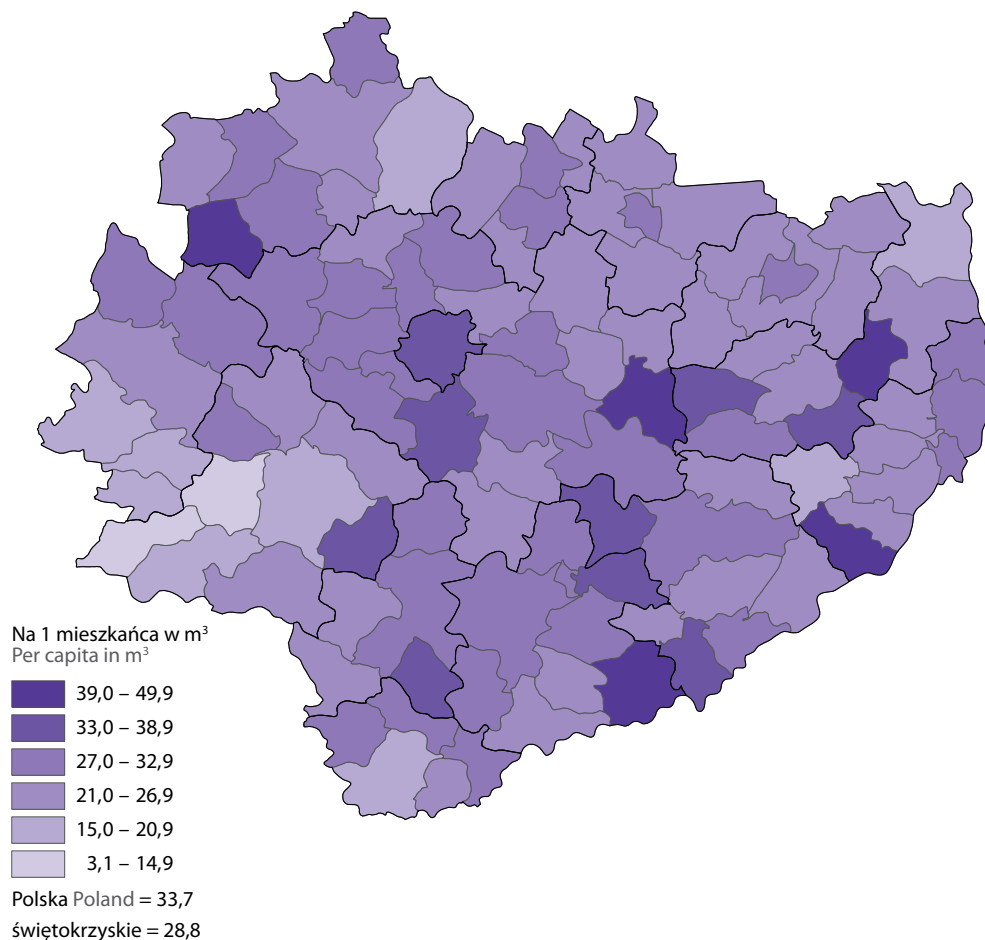 Na 1 mieszkańca w m³
Per capita in m³
39,0 – 49,9
33,0 – 38,9
27,0 – 32,9
21,0 – 26,9
15,0 – 20,9
3,1 – 14,9
Polska Poland = 33,7
świętokrzyskie = 28,8